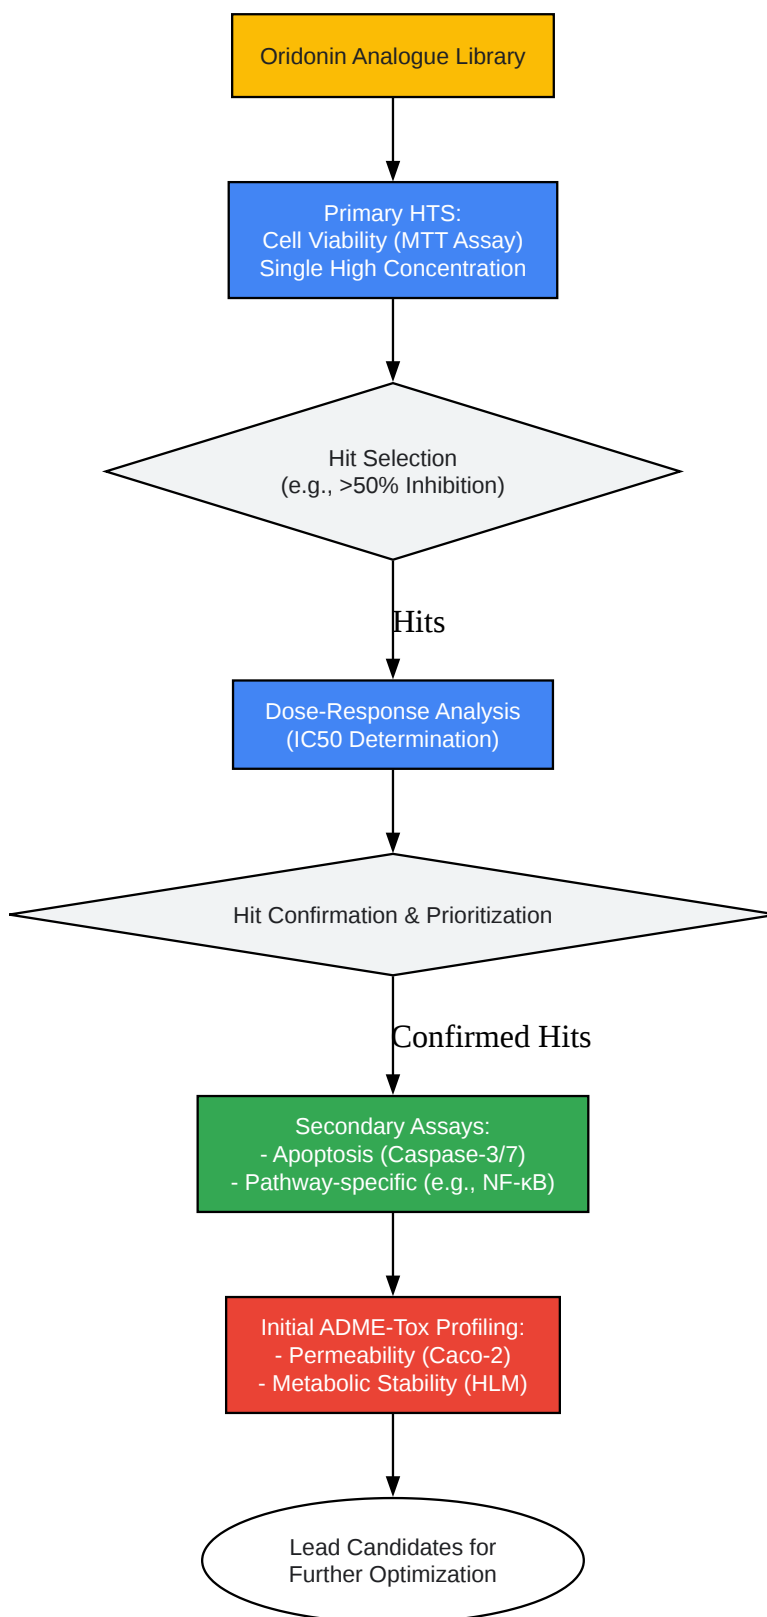 Oridonin Analogue Library
Primary HTS:
Cell Viability (MTT Assay)
Single High Concentration
Hit Selection
(e.g., >50% Inhibition)
Hits
Dose-Response Analysis
(IC50 Determination)
Hit Confirmation & Prioritization
Confirmed Hits
Secondary Assays:
- Apoptosis (Caspase-3/7)
- Pathway-specific (e.g., NF-κB)
Initial ADME-Tox Profiling:
- Permeability (Caco-2)
- Metabolic Stability (HLM)
Lead Candidates for
Further Optimization